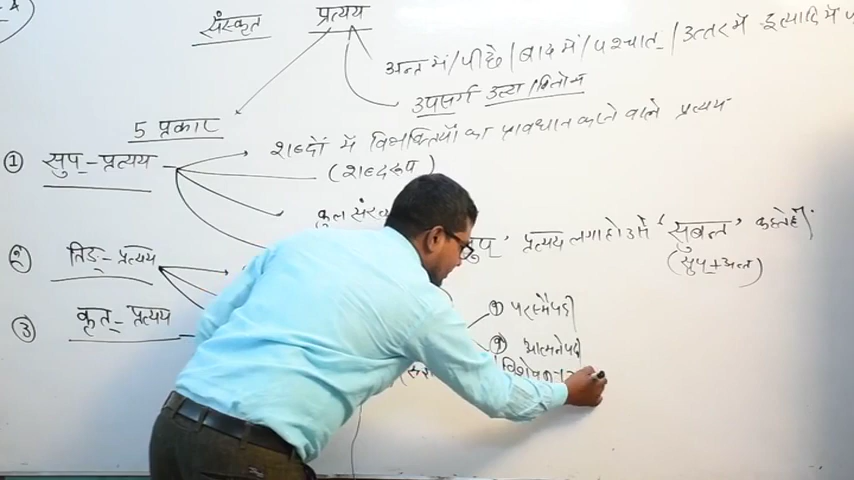 संस्कृत प्रत्यय
अन्त में/पीछे/बाद में/पश्चात्/उत्तर में इत्यादि में
उपसर्ग उल्टा/विलोम
5 प्रकार
① सुप्-प्रत्यय
शब्दों में विभक्तियों का प्रावधान करने वाले प्रत्यय
(शब्दरूप)
कुल संख्या
सुप्' प्रत्यय लगा हो उसे 'सुबन्त' कहते हैं।
(सुप्+अन्त)
② तिङ्-प्रत्यय
① परस्मैपदी
② आत्मनेपदी
③ कृत्-प्रत्यय